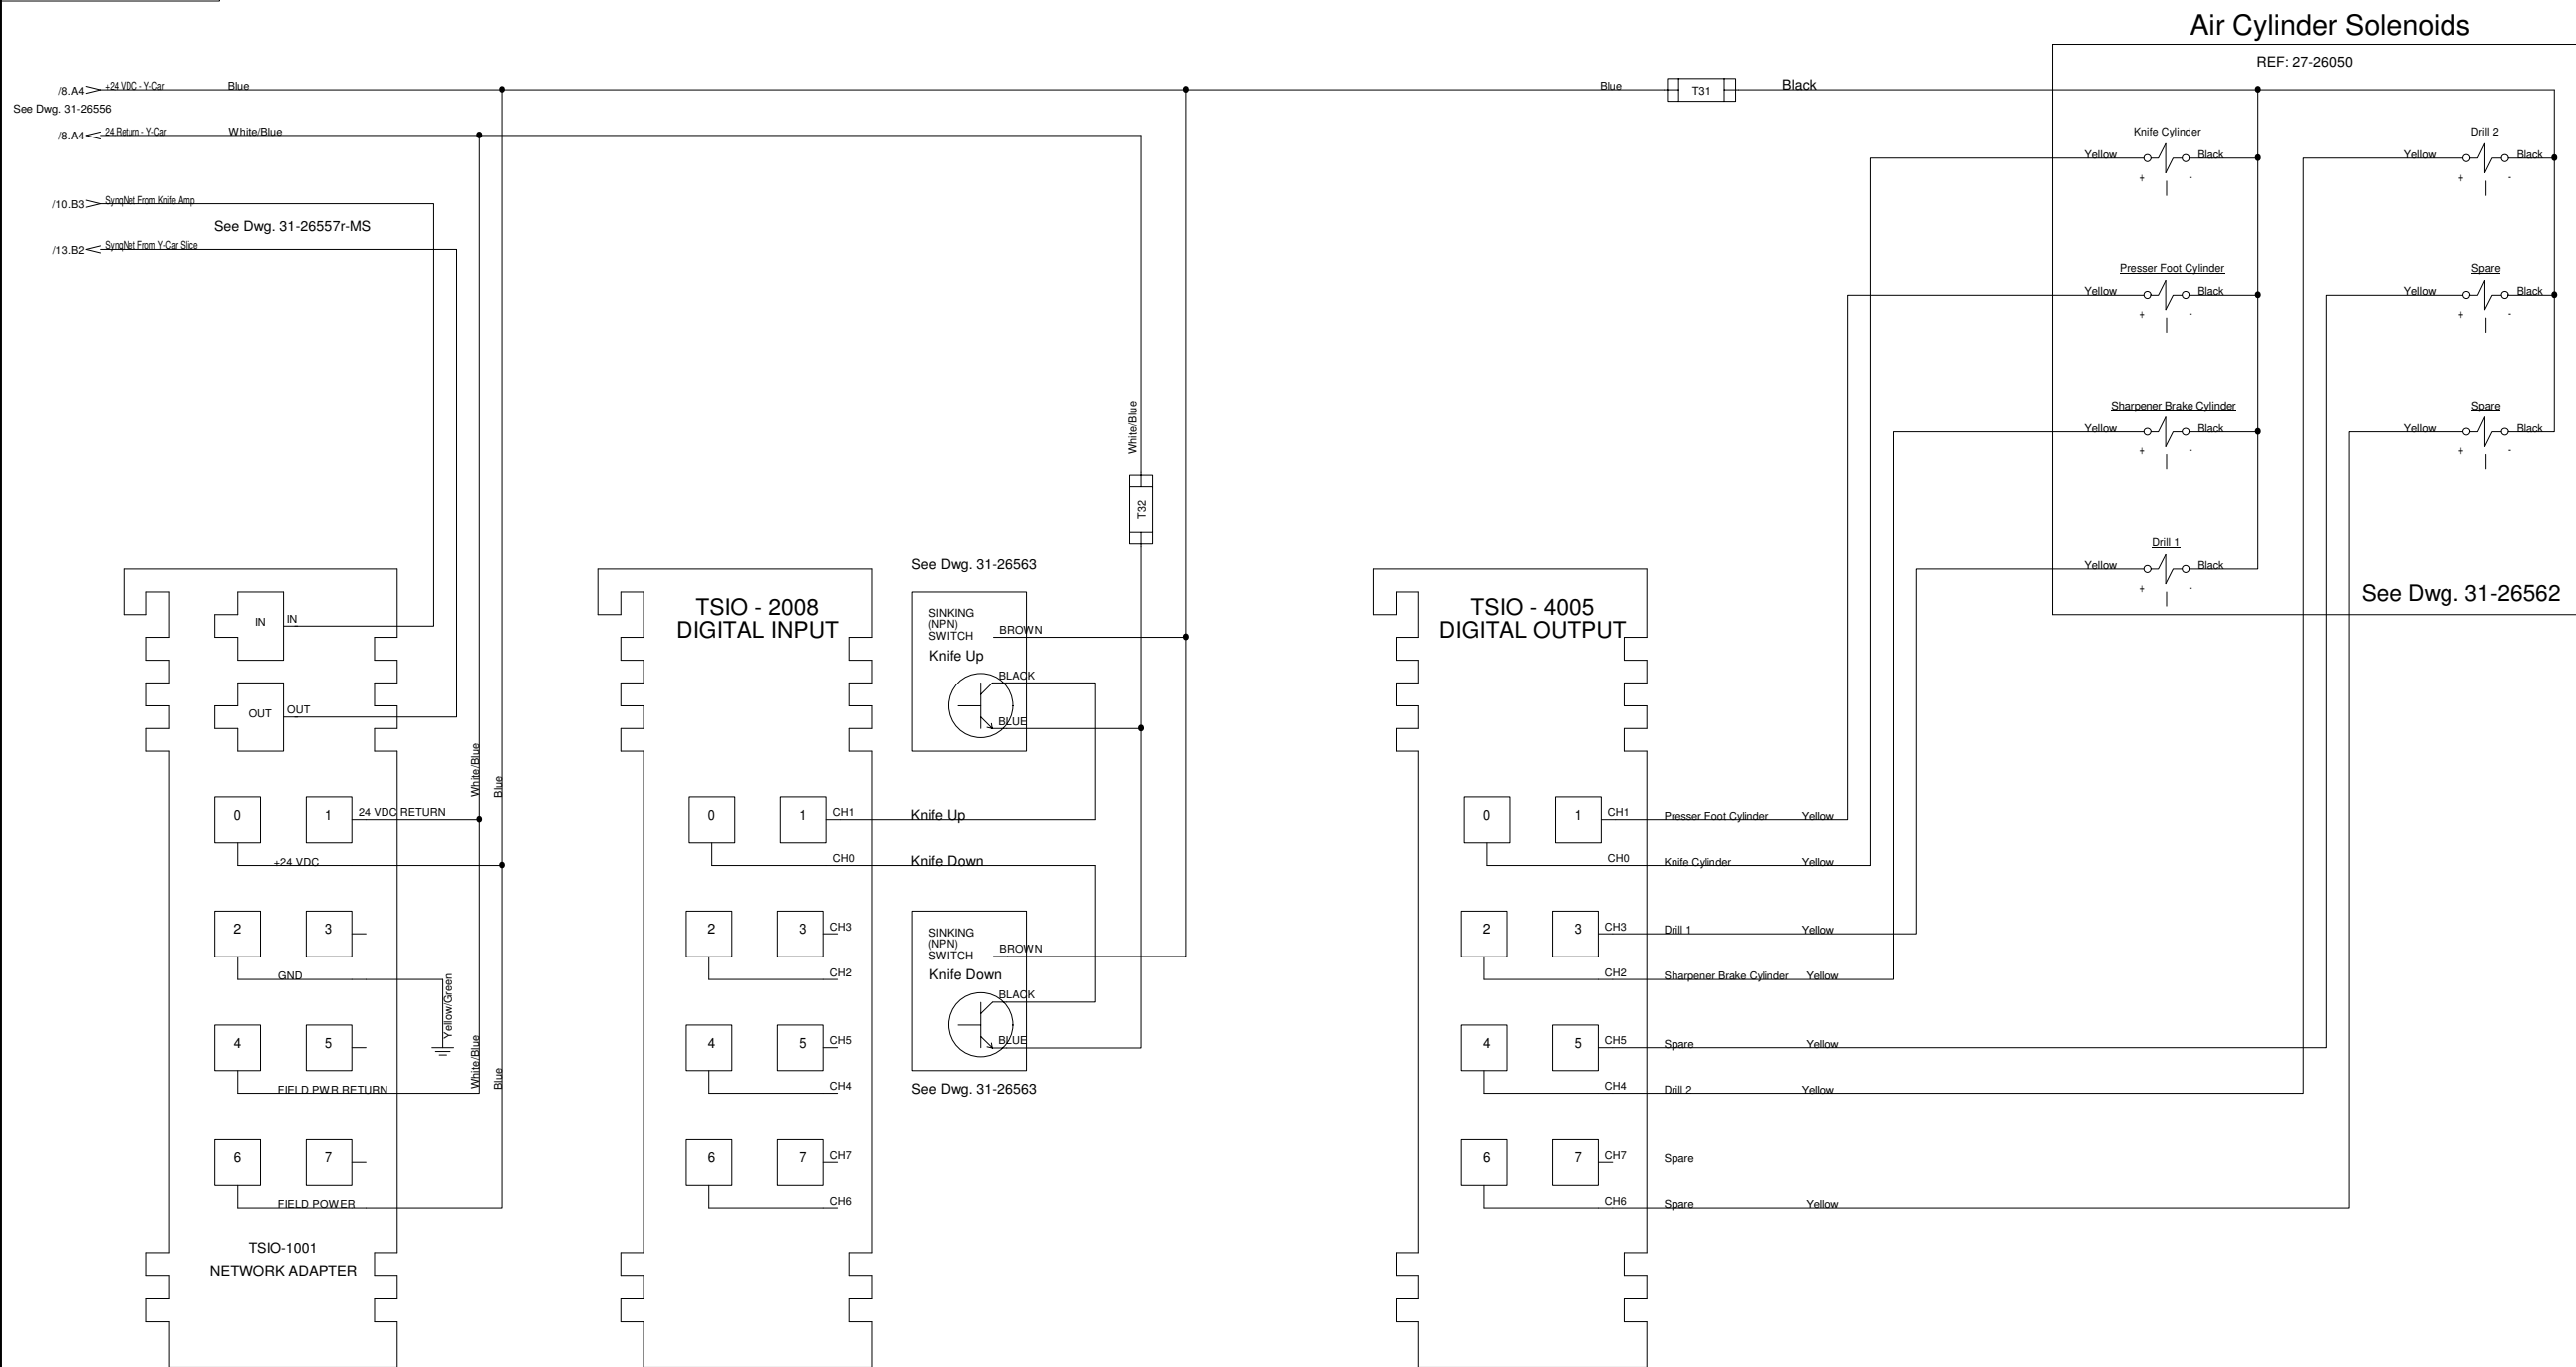 Air Cylinder Solenoids
REF: 27-26050
/8.A4 +24 VDC - Y-Car Blue
Blue T31 Black
See Dwg. 31-26556
/8.A4 24 Return - Y-Car White/Blue
/10.B3 SynqNet From Knife Amp
See Dwg. 31-26557r-MS
/13.B2 SynqNet From Y-Car Slice
Knife Cylinder
Yellow Black
+ -
Drill 2
Yellow Black
+ -
Presser Foot Cylinder
Yellow Black
+ -
Spare
Yellow Black
+ -
Sharpener Brake Cylinder
Yellow Black
+ -
Spare
Yellow Black
+ -
Drill 1
Yellow Black
+ -
See Dwg. 31-26562
White/Blue
T32
IN IN
OUT OUT
White/Blue
Blue
0 1 24 VDC RETURN
+24 VDC
2 3
GND
Yellow/Green
4 5
White/Blue
Blue
FIELD PWR RETURN
6 7
FIELD POWER
TSIO-1001
NETWORK ADAPTER
TSIO - 2008
DIGITAL INPUT
0 1 CH1 Knife Up
CH0 Knife Down
2 3 CH3
CH2
4 5 CH5
CH4
6 7 CH7
CH6
See Dwg. 31-26563
SINKING
(NPN)
SWITCH BROWN
Knife Up
BLACK
BLUE
SINKING
(NPN)
SWITCH BROWN
Knife Down
BLACK
BLUE
See Dwg. 31-26563
TSIO - 4005
DIGITAL OUTPUT
0 1 CH1 Presser Foot Cylinder Yellow
CH0 Knife Cylinder Yellow
2 3 CH3 Drill 1 Yellow
CH2 Sharpener Brake Cylinder Yellow
4 5 CH5 Spare Yellow
CH4 Drill 2 Yellow
6 7 CH7 Spare
CH6 Spare Yellow